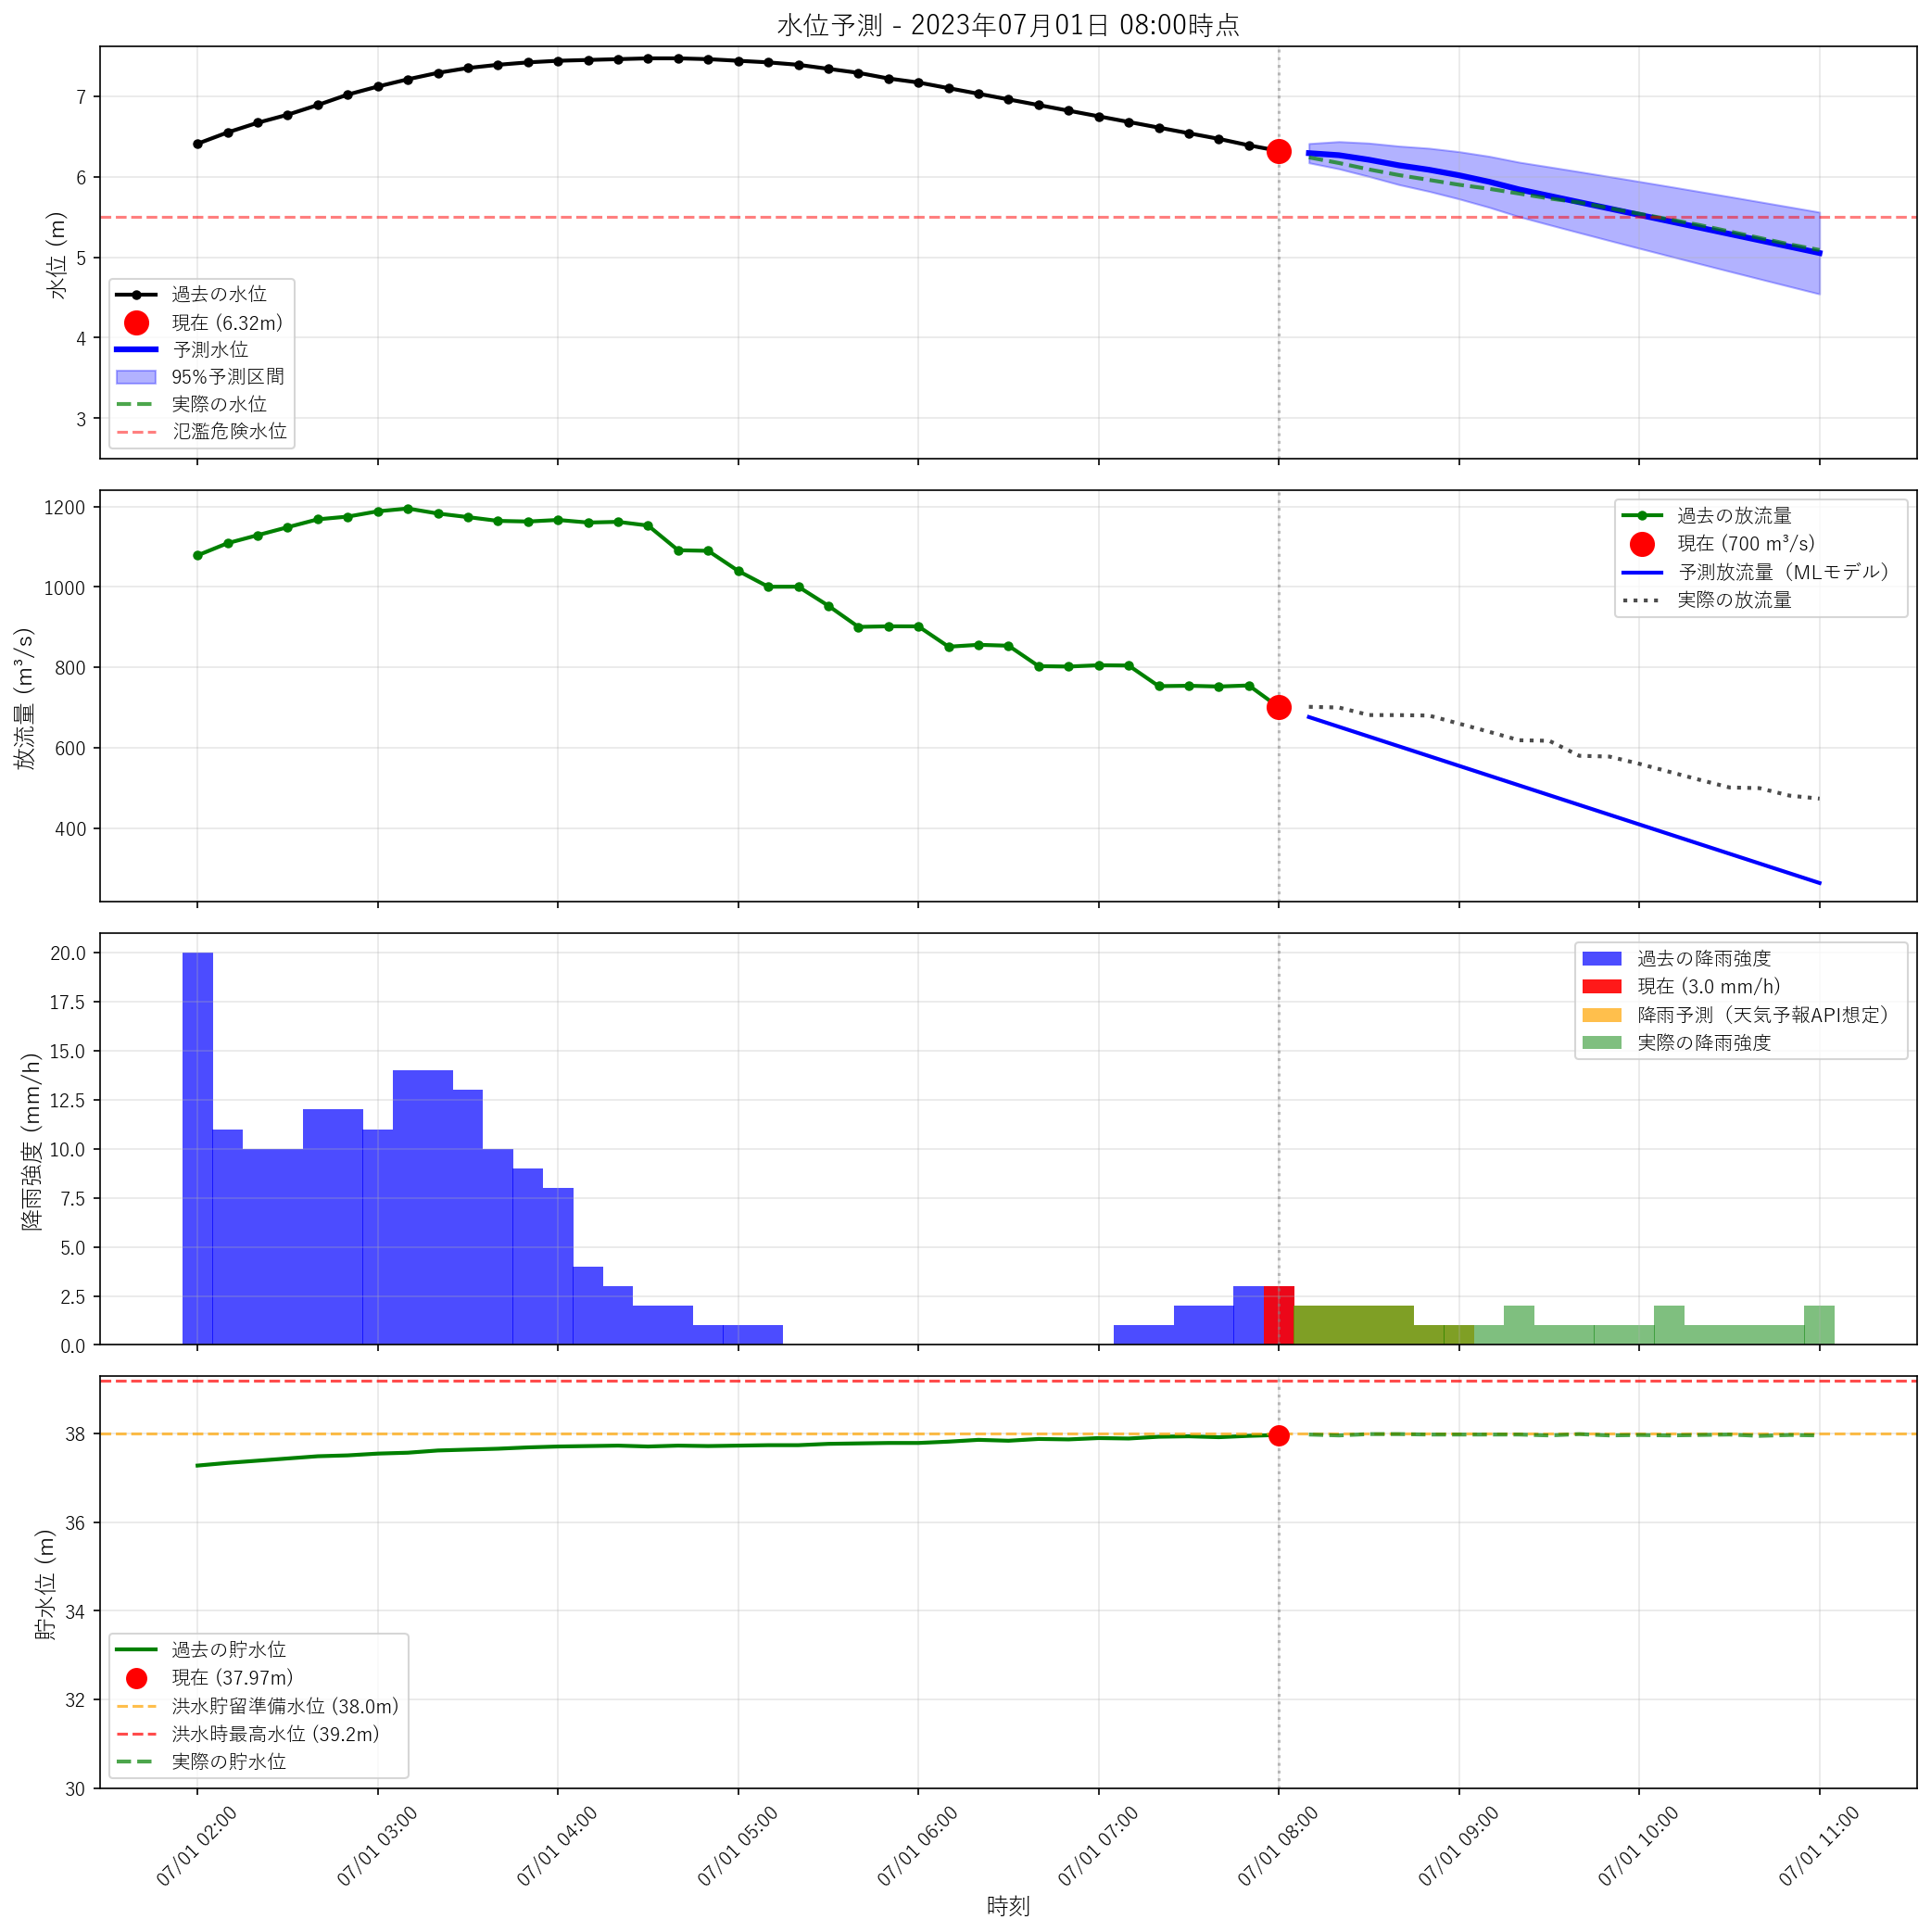 水位予測 - 2023年07月01日 08:00時点
水位 (m)
7
6
5
4
3
過去の水位
現在 (6.32m)
予測水位
95%予測区間
実際の水位
氾濫危険水位
放流量 (m³/s)
1200
1000
800
600
400
過去の放流量
現在 (700 m³/s)
予測放流量（MLモデル）
実際の放流量
降雨強度 (mm/h)
20.0
17.5
15.0
12.5
10.0
7.5
5.0
2.5
0.0
過去の降雨強度
現在 (3.0 mm/h)
降雨予測（天気予報API想定）
実際の降雨強度
貯水位 (m)
38
36
34
32
30
過去の貯水位
現在 (37.97m)
洪水貯留準備水位 (38.0m)
洪水時最高水位 (39.2m)
実際の貯水位
07/01 02:00
07/01 03:00
07/01 04:00
07/01 05:00
07/01 06:00
07/01 07:00
07/01 08:00
07/01 09:00
07/01 10:00
07/01 11:00
時刻